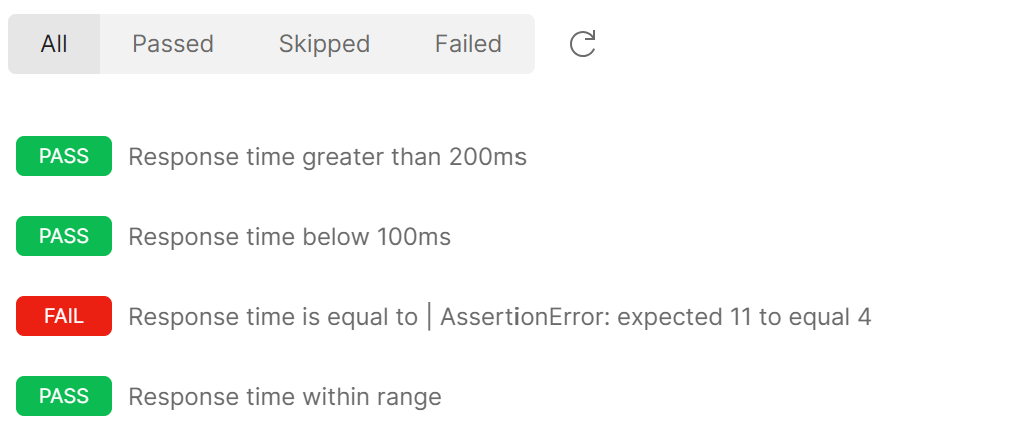 All Passed Skipped Failed
PASS Response time greater than 200ms
PASS Response time below 100ms
FAIL Response time is equal to | AssertionError: expected 11 to equal 4
PASS Response time within range